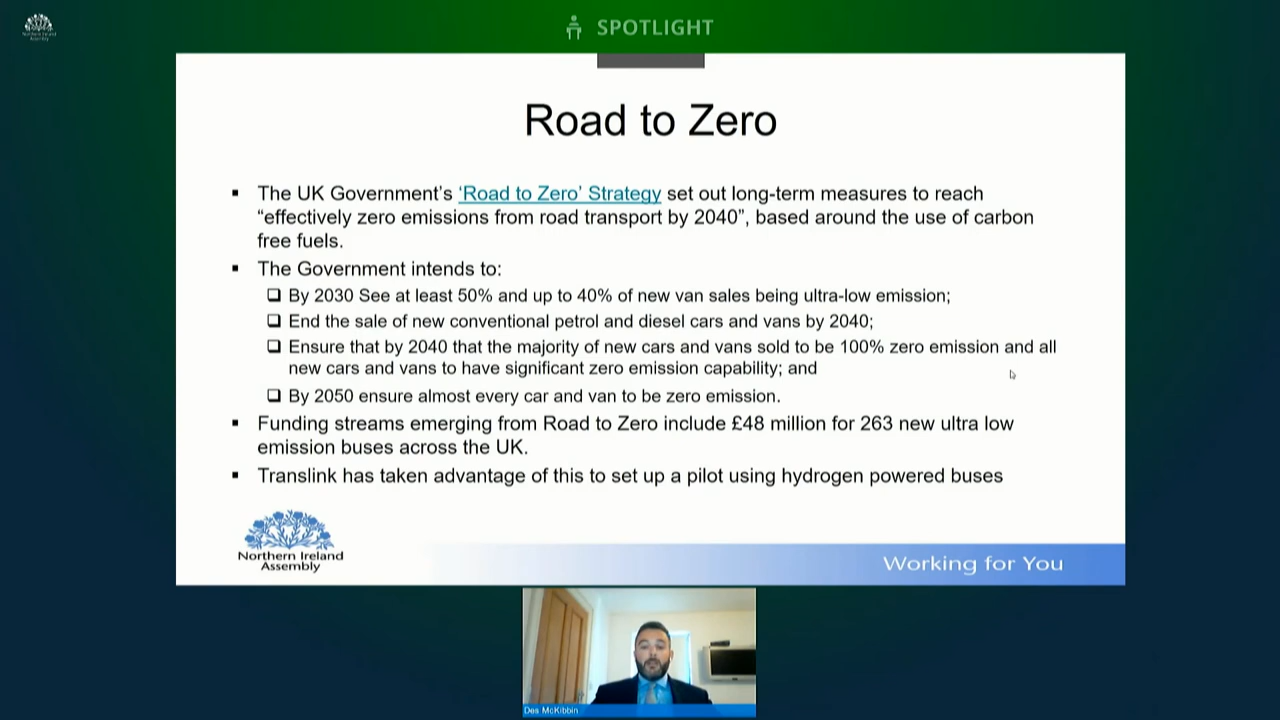 Northern Ireland
Assembly
SPOTLIGHT
Road to Zero
▪ The UK Government’s ‘Road to Zero’ Strategy set out long-term measures to reach
“effectively zero emissions from road transport by 2040”, based around the use of carbon
free fuels.
▪ The Government intends to:
❑ By 2030 See at least 50% and up to 40% of new van sales being ultra-low emission;
❑ End the sale of new conventional petrol and diesel cars and vans by 2040;
❑ Ensure that by 2040 that the majority of new cars and vans sold to be 100% zero emission and all
new cars and vans to have significant zero emission capability; and
❑ By 2050 ensure almost every car and van to be zero emission.
▪ Funding streams emerging from Road to Zero include £48 million for 263 new ultra low
emission buses across the UK.
▪ Translink has taken advantage of this to set up a pilot using hydrogen powered buses
Northern Ireland
Assembly
Working for You
Des McKibbin